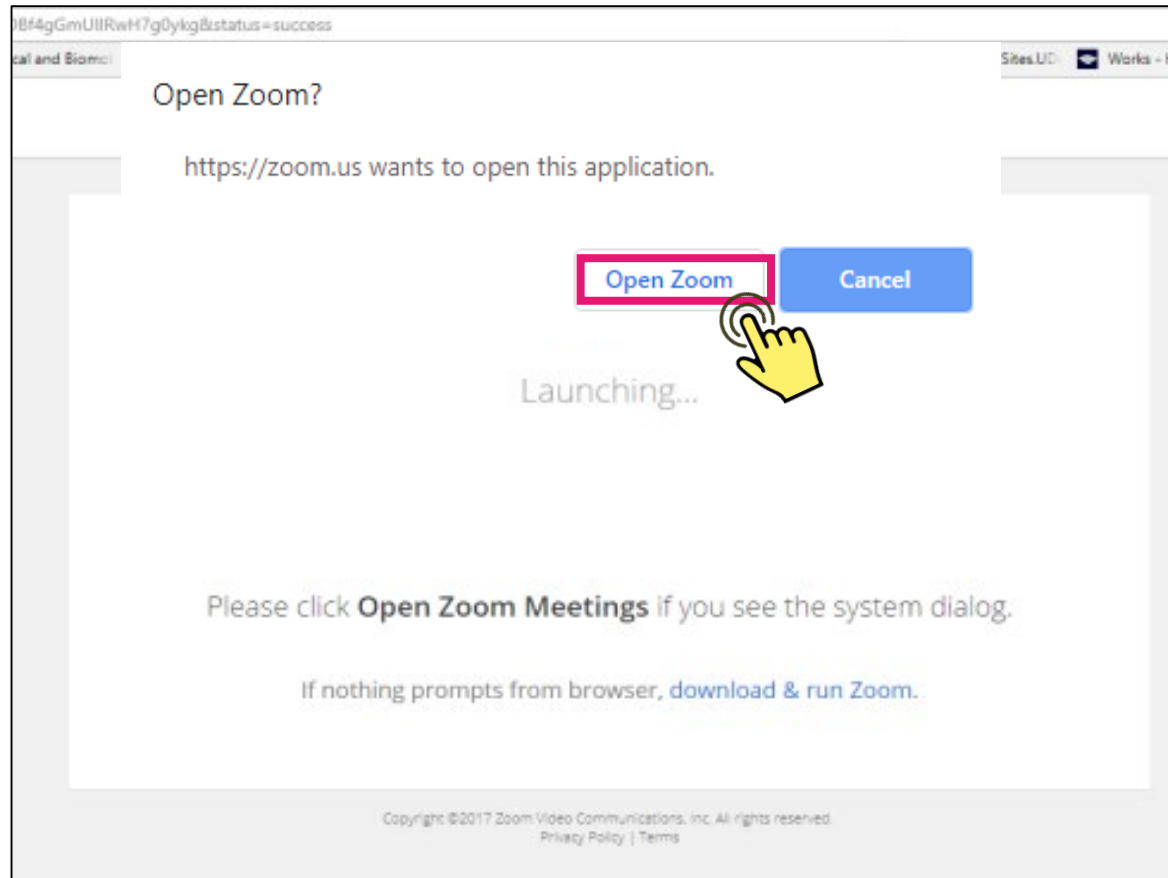 status=success
cal and
Sites.UD
Works -
Open Zoom?
https://zoom.us wants to open this application.
Open Zoom
Cancel
Launching...
Please click Open Zoom Meetings if you see the system dialog.
If nothing prompts from browser, download & run Zoom.
Copyright ©2017 Zoom Video Communications, Inc. All rights reserved.
Privacy Policy | Terms